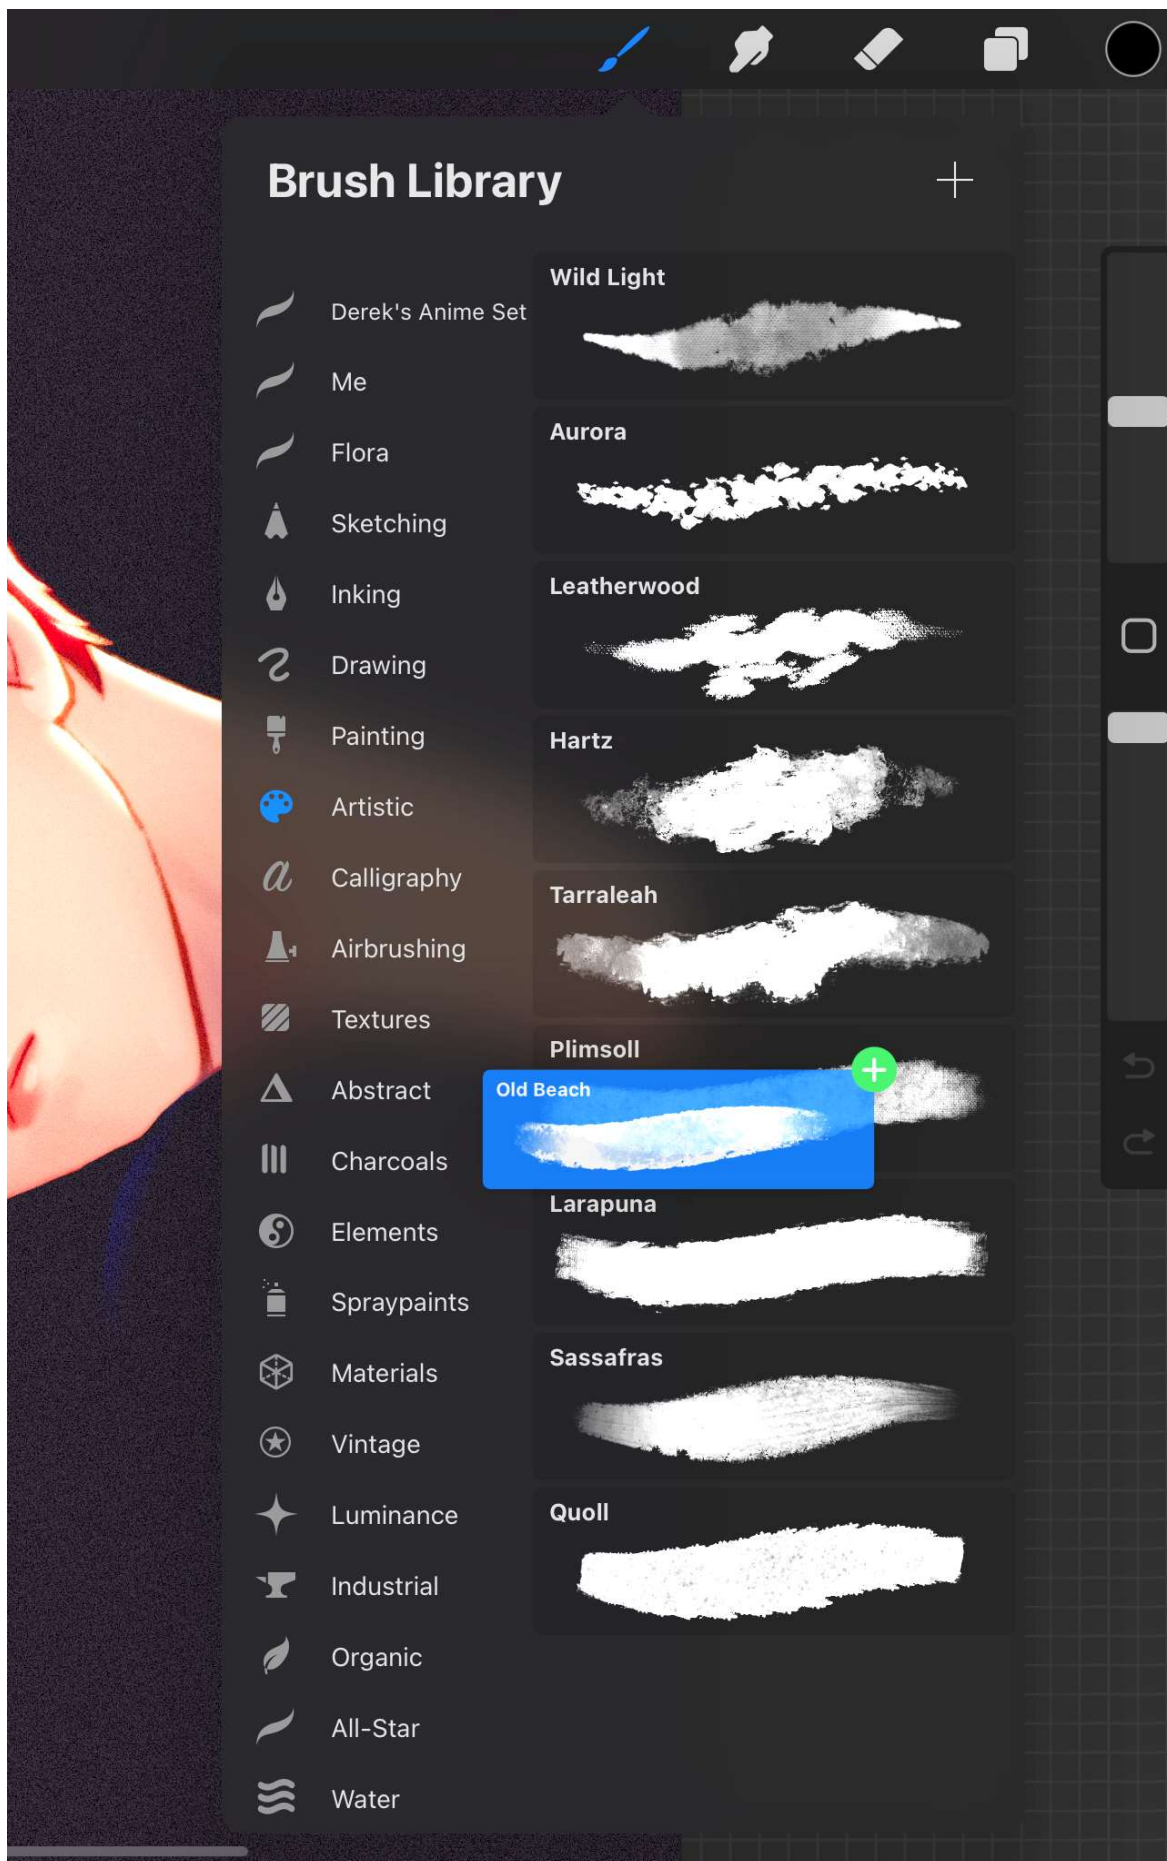 Brush Library
Derek's Anime Set
Me
Flora
Sketching
Inking
Drawing
Painting
Artistic
Calligraphy
Airbrushing
Textures
Abstract
Charcoals
Elements
Spraypaints
Materials
Vintage
Luminance
Industrial
Organic
All-Star
Water
Wild Light
Aurora
Leatherwood
Hartz
Tarraleah
Plimsoll
Old Beach
Larapuna
Sassafras
Quoll